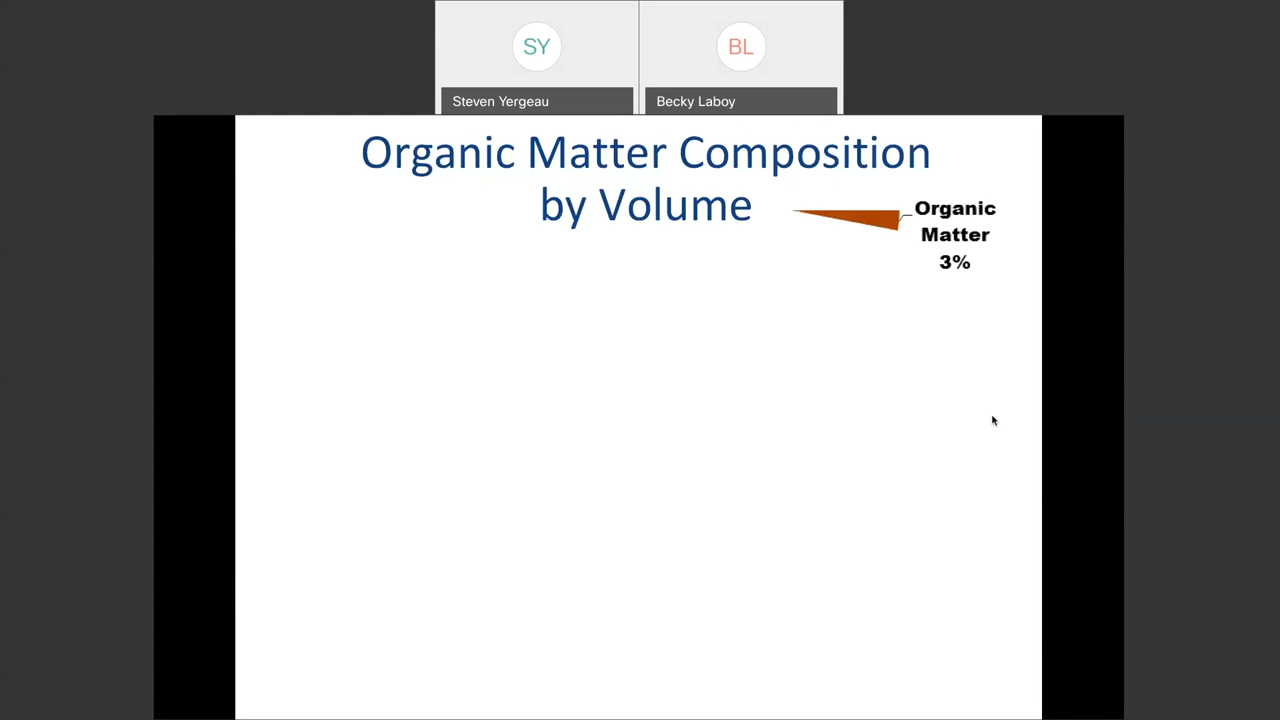 SY
BL
Steven Yergeau
Becky Laboy
Organic Matter Composition
by Volume
Organic
Matter
3%